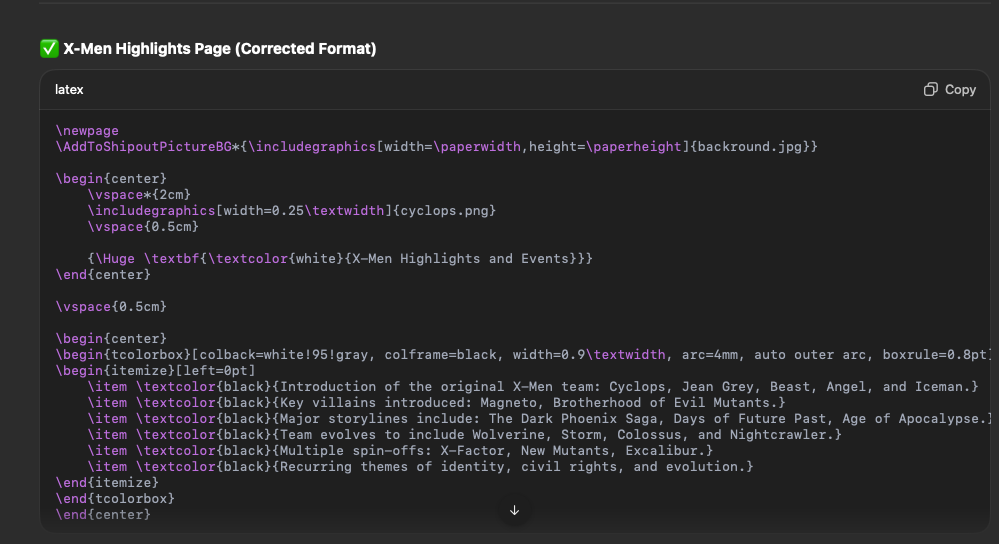 ✅ X-Men Highlights Page (Corrected Format)
latex
Copy
\newpage
\AddToShipoutPictureBG*{\includegraphics[width=\paperwidth,height=\paperheight]{backround.jpg}}
\begin{center}
    \vspace*{2cm}
    \includegraphics[width=0.25\textwidth]{cyclops.png}
    \vspace{0.5cm}
    {\Huge \textbf{\textcolor{white}{X-Men Highlights and Events}}}
\end{center}
\vspace{0.5cm}
\begin{center}
\begin{tcolorbox}[colback=white!95!gray, colframe=black, width=0.9\textwidth, arc=4mm, auto outer arc, boxrule=0.8pt]
\begin{itemize}[left=0pt]
    \item \textcolor{black}{Introduction of the original X-Men team: Cyclops, Jean Grey, Beast, Angel, and Iceman.}
    \item \textcolor{black}{Key villains introduced: Magneto, Brotherhood of Evil Mutants.}
    \item \textcolor{black}{Major storylines include: The Dark Phoenix Saga, Days of Future Past, Age of Apocalypse.}
    \item \textcolor{black}{Team evolves to include Wolverine, Storm, Colossus, and Nightcrawler.}
    \item \textcolor{black}{Multiple spin-offs: X-Factor, New Mutants, Excalibur.}
    \item \textcolor{black}{Recurring themes of identity, civil rights, and evolution.}
\end{itemize}
\end{tcolorbox}
\end{center}